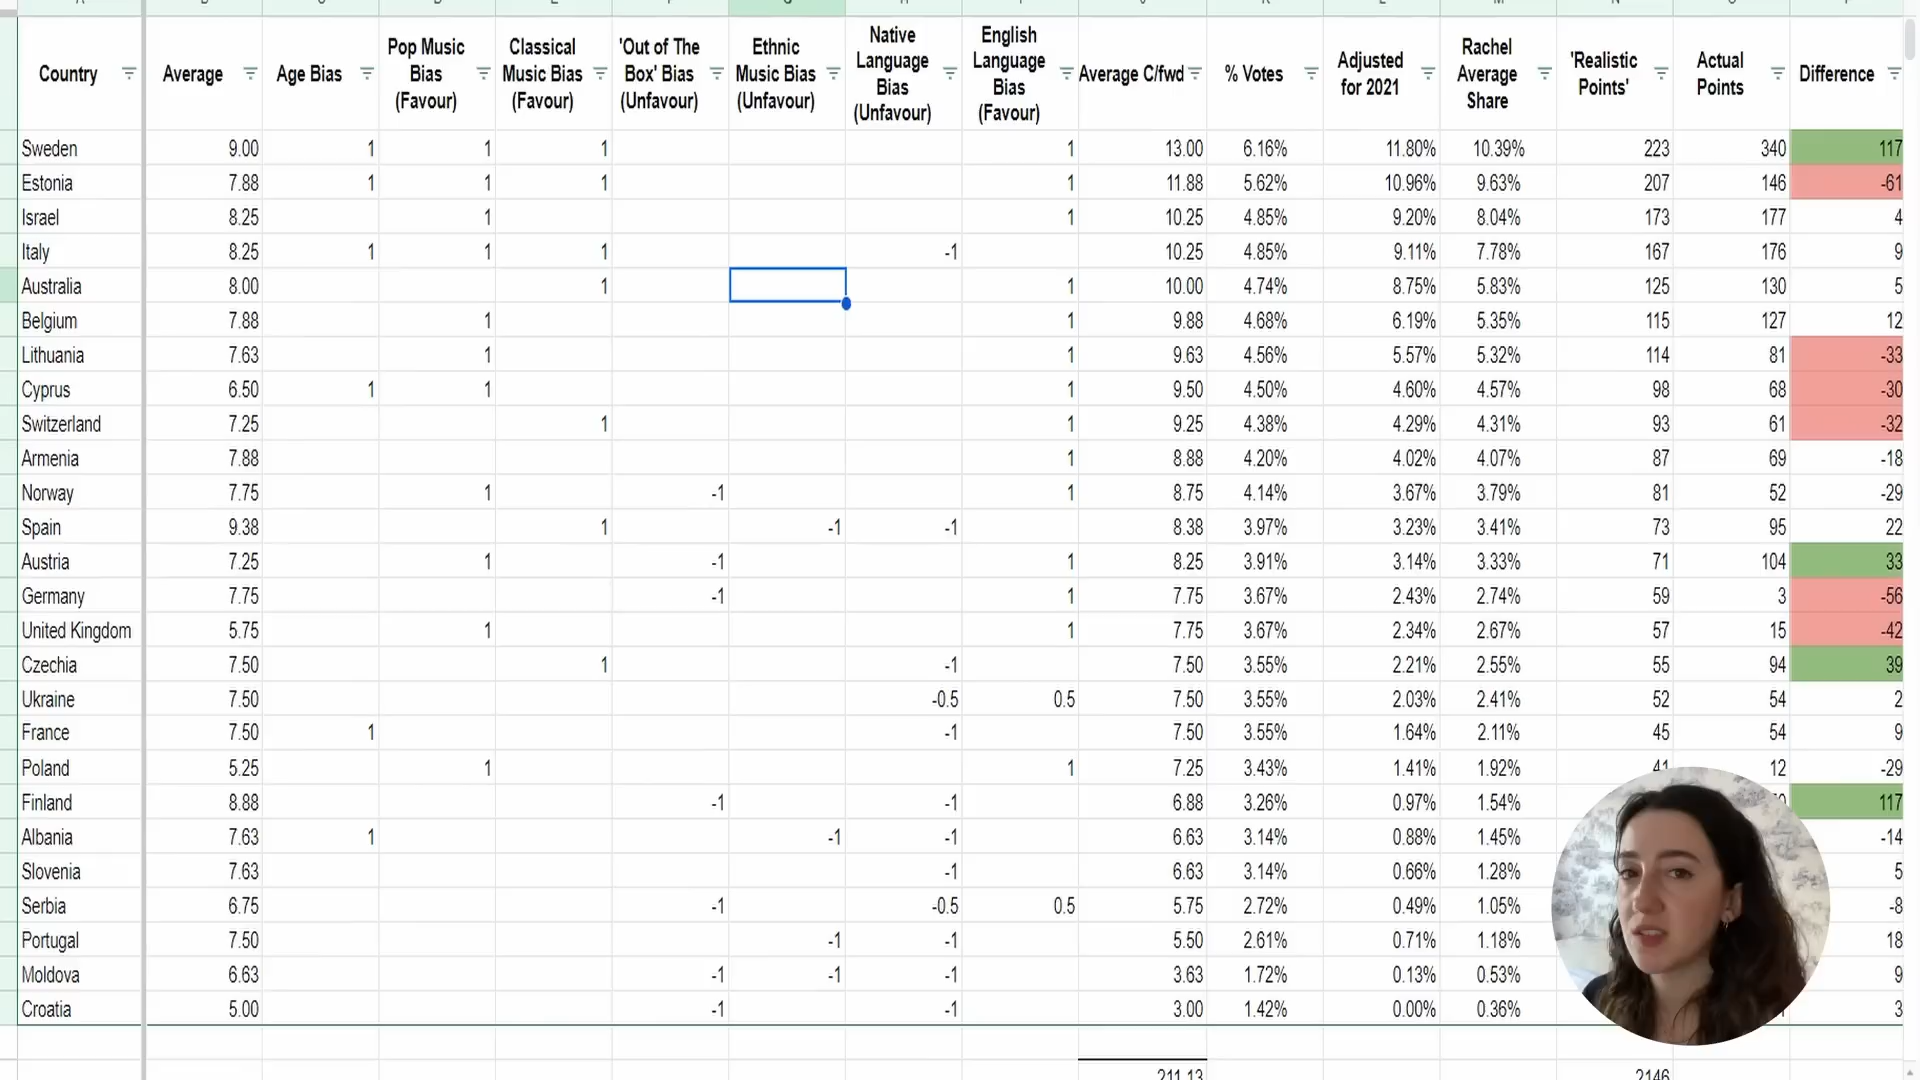 Country Average Age Bias Pop Music Bias (Favour) Classical Music Bias (Favour) 'Out of The Box' Bias (Unfavour) Ethnic Music Bias (Unfavour) Native Language Bias (Unfavour) English Language Bias (Favour) Average C/fwd % Votes Adjusted for 2021 Rachel Average Share 'Realistic Points' Actual Points Difference
Sweden 9.00 1 1 1 1 13.00 6.16% 11.80% 10.39% 223 340 117
Estonia 7.88 1 1 1 1 11.88 5.62% 10.96% 9.63% 207 146 -61
Israel 8.25 1 1 10.25 4.85% 9.20% 8.04% 173 177 4
Italy 8.25 1 1 1 -1 10.25 4.85% 9.11% 7.78% 167 176 9
Australia 8.00 1 1 10.00 4.74% 8.75% 5.83% 125 130 5
Belgium 7.88 1 1 9.88 4.68% 6.19% 5.35% 115 127 12
Lithuania 7.63 1 1 9.63 4.56% 5.57% 5.32% 114 81 -33
Cyprus 6.50 1 1 1 9.50 4.50% 4.60% 4.57% 98 68 -30
Switzerland 7.25 1 1 9.25 4.38% 4.29% 4.31% 93 61 -32
Armenia 7.88 1 8.88 4.20% 4.02% 4.07% 87 69 -18
Norway 7.75 1 -1 1 8.75 4.14% 3.67% 3.79% 81 52 -29
Spain 9.38 1 -1 -1 8.38 3.97% 3.23% 3.41% 73 95 22
Austria 7.25 1 -1 1 8.25 3.91% 3.14% 3.33% 71 104 33
Germany 7.75 -1 1 7.75 3.67% 2.43% 2.74% 59 3 -56
United Kingdom 5.75 1 1 7.75 3.67% 2.34% 2.67% 57 15 -42
Czechia 7.50 1 -1 7.50 3.55% 2.21% 2.55% 55 94 39
Ukraine 7.50 -0.5 0.5 7.50 3.55% 2.03% 2.41% 52 54 2
France 7.50 1 -1 7.50 3.55% 1.64% 2.11% 45 54 9
Poland 5.25 1 1 7.25 3.43% 1.41% 1.92% 41 12 -29
Finland 8.88 -1 -1 6.88 3.26% 0.97% 1.54% 117
Albania 7.63 1 -1 -1 6.63 3.14% 0.88% 1.45% -14
Slovenia 7.63 -1 6.63 3.14% 0.66% 1.28% 5
Serbia 6.75 -1 -0.5 0.5 5.75 2.72% 0.49% 1.05% -8
Portugal 7.50 -1 -1 5.50 2.61% 0.71% 1.18% 18
Moldova 6.63 -1 -1 -1 3.63 1.72% 0.13% 0.53% 9
Croatia 5.00 -1 -1 3.00 1.42% 0.00% 0.36% 3
211.13 2146